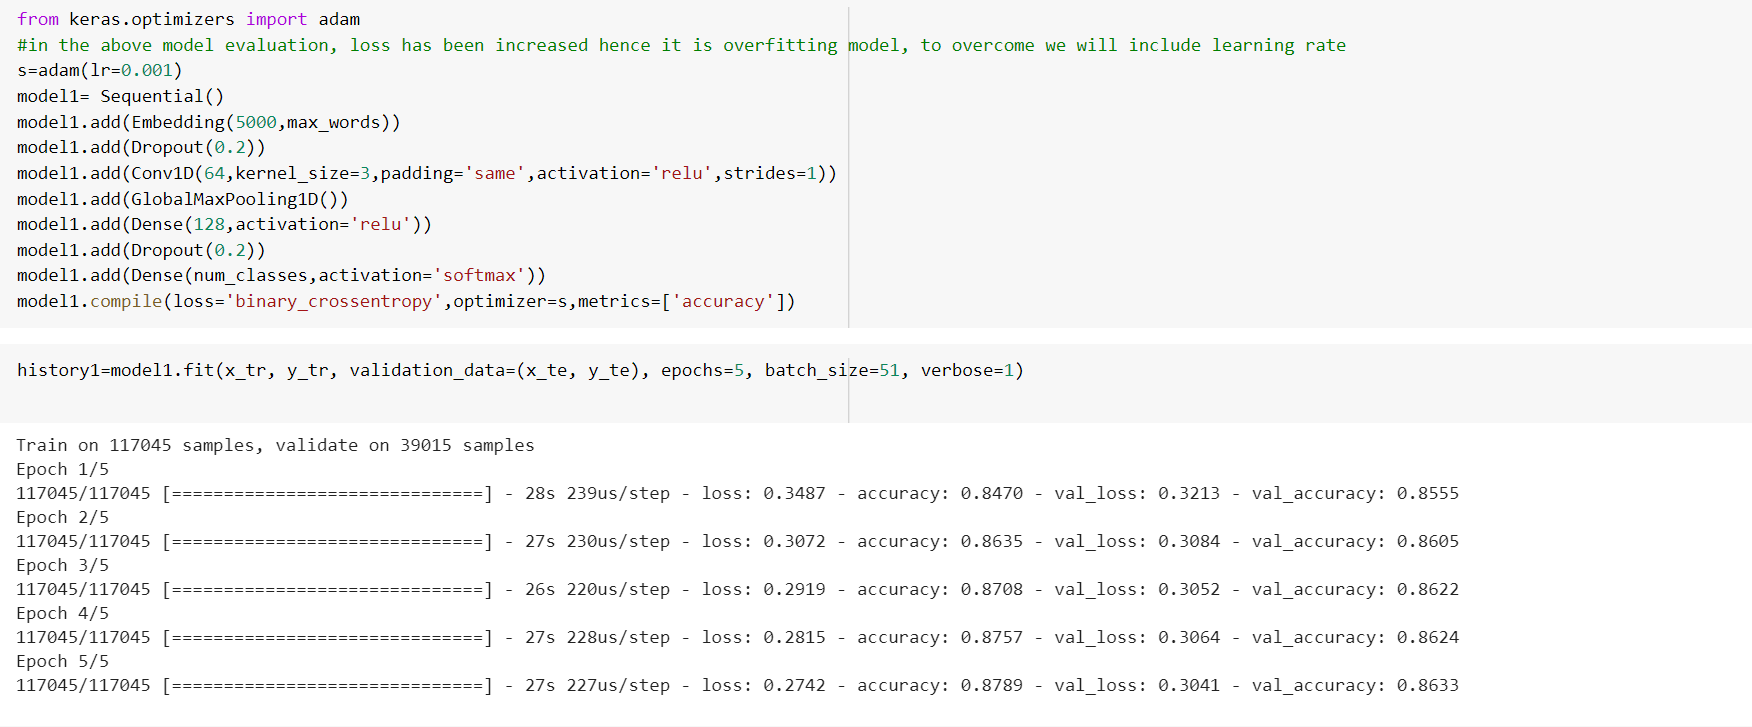 from keras.optimizers import adam
#in the above model evaluation, loss has been increased hence it is overfitting model, to overcome we will include learning rate
s=adam(lr=0.001)
model1= Sequential()
model1.add(Embedding(5000,max_words))
model1.add(Dropout(0.2))
model1.add(Conv1D(64,kernel_size=3,padding='same',activation='relu',strides=1))
model1.add(GlobalMaxPooling1D())
model1.add(Dense(128,activation='relu'))
model1.add(Dropout(0.2))
model1.add(Dense(num_classes,activation='softmax'))
model1.compile(loss='binary_crossentropy',optimizer=s,metrics=['accuracy'])
history1=model1.fit(x_tr, y_tr, validation_data=(x_te, y_te), epochs=5, batch_size=51, verbose=1)
Train on 117045 samples, validate on 39015 samples
Epoch 1/5
117045/117045 [==============================] - 28s 239us/step - loss: 0.3487 - accuracy: 0.8470 - val_loss: 0.3213 - val_accuracy: 0.8555
Epoch 2/5
117045/117045 [==============================] - 27s 230us/step - loss: 0.3072 - accuracy: 0.8635 - val_loss: 0.3084 - val_accuracy: 0.8605
Epoch 3/5
117045/117045 [==============================] - 26s 220us/step - loss: 0.2919 - accuracy: 0.8708 - val_loss: 0.3052 - val_accuracy: 0.8622
Epoch 4/5
117045/117045 [==============================] - 27s 228us/step - loss: 0.2815 - accuracy: 0.8757 - val_loss: 0.3064 - val_accuracy: 0.8624
Epoch 5/5
117045/117045 [==============================] - 27s 227us/step - loss: 0.2742 - accuracy: 0.8789 - val_loss: 0.3041 - val_accuracy: 0.8633